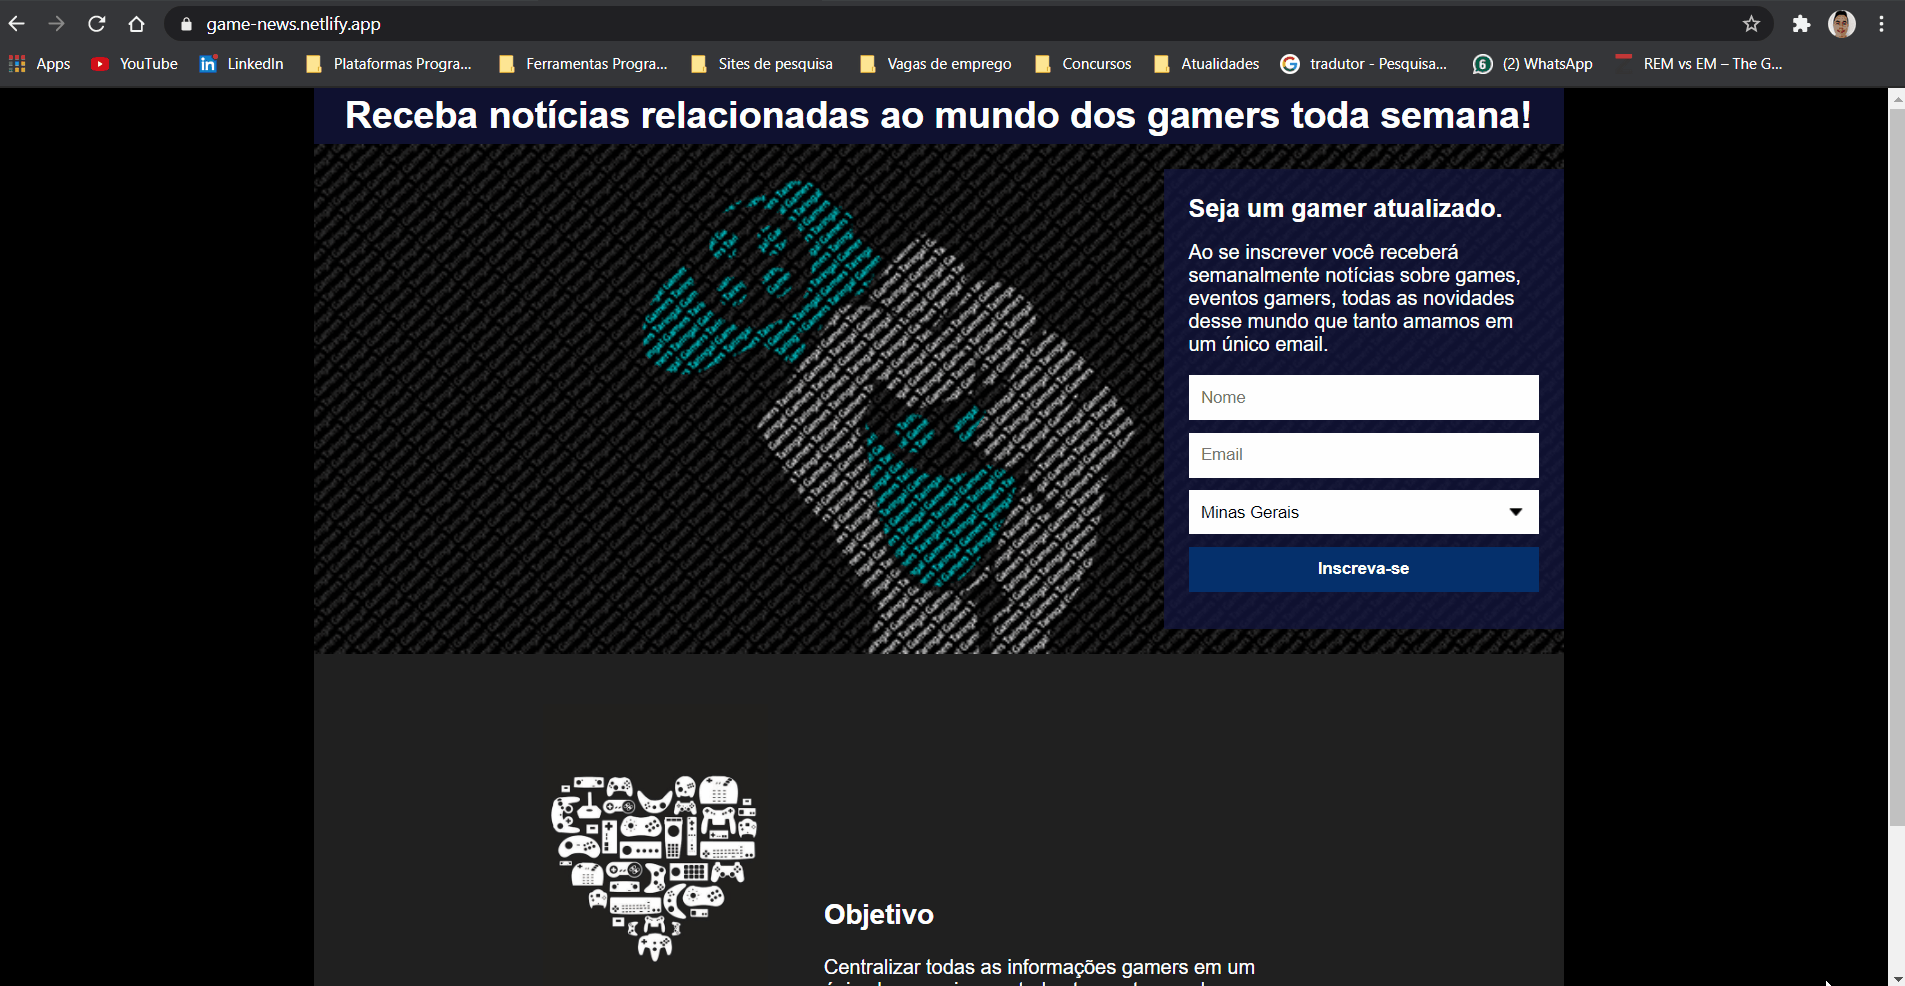 game-news.netlify.app
Apps
YouTube
LinkedIn
Plataformas Progra...
Ferramentas Progra...
Sites de pesquisa
Vagas de emprego
Concursos
Atualidades
tradutor - Pesquisa...
6
(2) WhatsApp
REM vs EM – The G...
Receba notícias relacionadas ao mundo dos gamers toda semana!
Seja um gamer atualizado.
Ao se inscrever você receberá
semanalmente notícias sobre games,
eventos gamers, todas as novidades
desse mundo que tanto amamos em
um único email.
Nome
Email
Minas Gerais
Inscreva-se
Objetivo
Centralizar todas as informações gamers em um